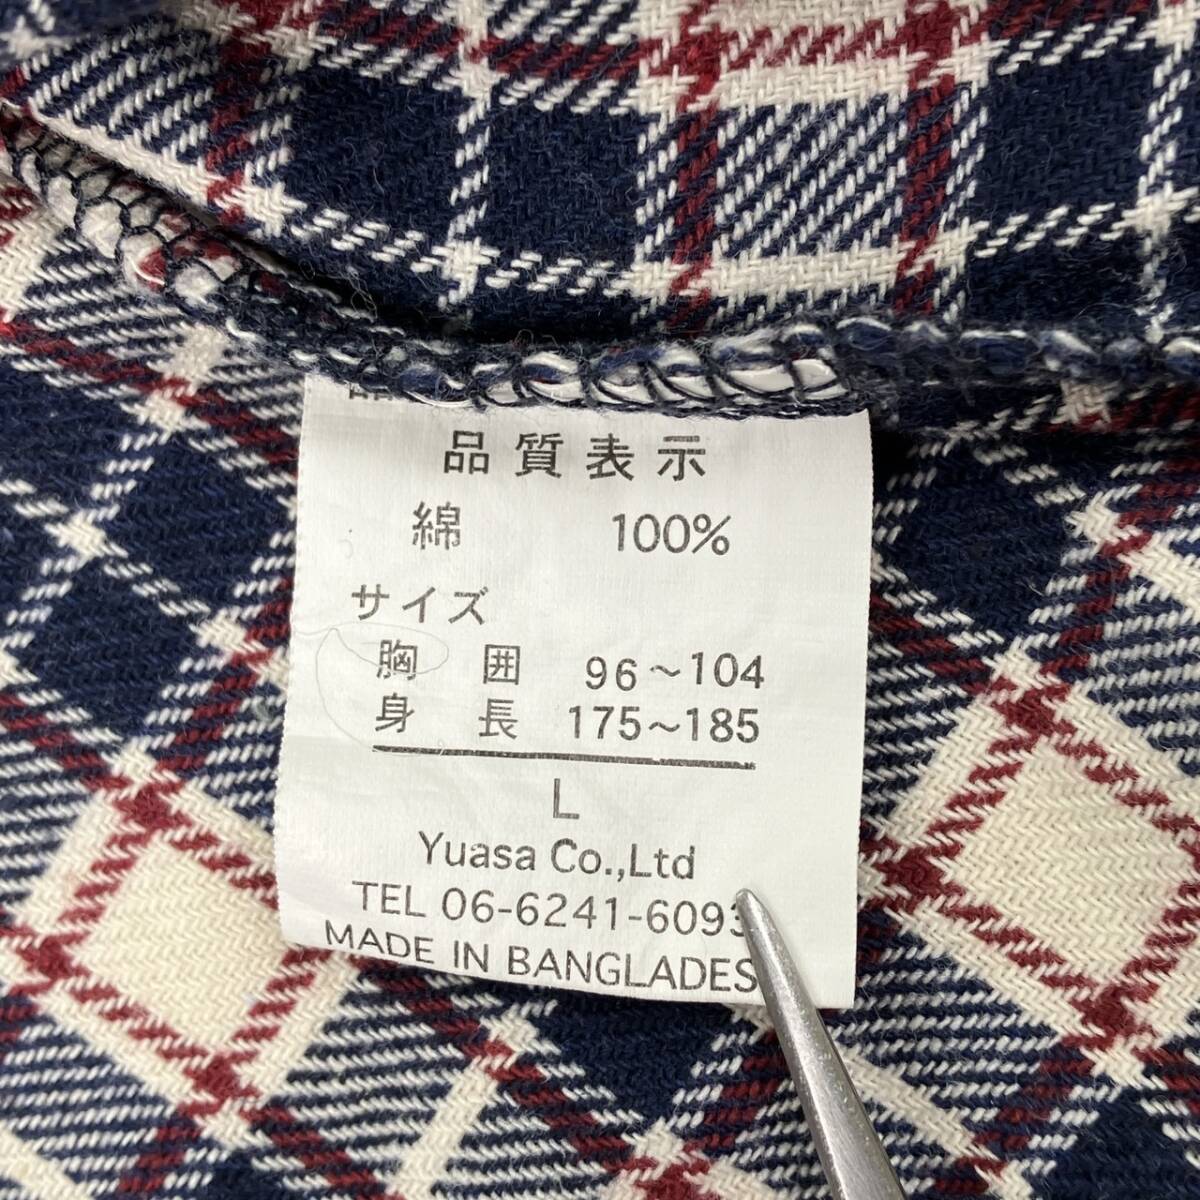 品質表示
綿 100%
サイズ
胸囲 96~104
身長 175~185
L
Yuasa Co.,Ltd
TEL 06-6241-6093
MADE IN BANGLADES